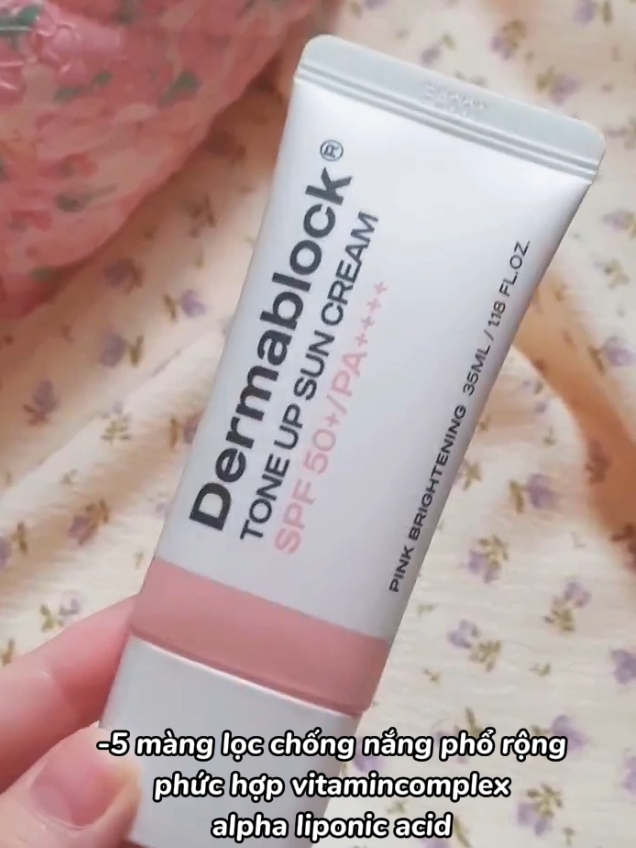 Dermablock®
TONE UP SUN CREAM
SPF 50+/PA++++
PINK BRIGHTENING 35ML / 1.18 FL.OZ.
-5 màng lọc chống nắng phổ rộng
phức hợp vitamincomplex
alpha liponic acid